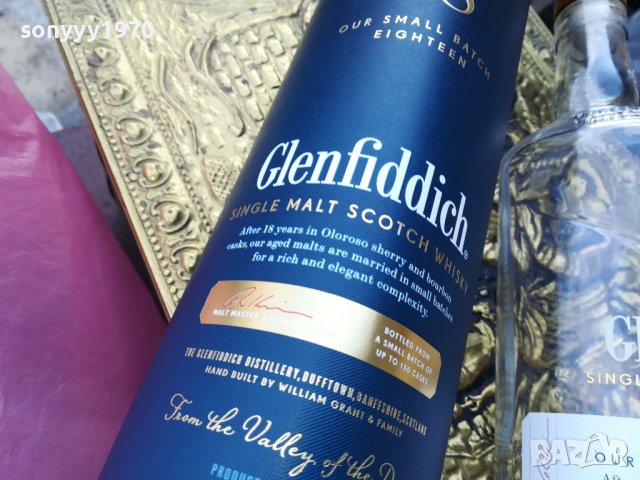 sonyyy1970
OUR SMALL BATCH
EIGHTEEN
Glenfiddich
SINGLE MALT SCOTCH WHISKY
After 18 years in Oloroso sherry and bourbon
casks, our aged malts are married in small batches
for a rich and elegant complexity.
MALT MASTER
BOTTLED FROM
A SMALL BATCH OF
UP TO 150 CASKS
THE GLENFIDDICH DISTILLERY, DUFFTOWN, BANFFSHIRE, SCOTLAND
HAND BUILT BY WILLIAM GRANT & FAMILY
From the Valley of the
PRODUCT
Gl
SINGL
OUR
bazar